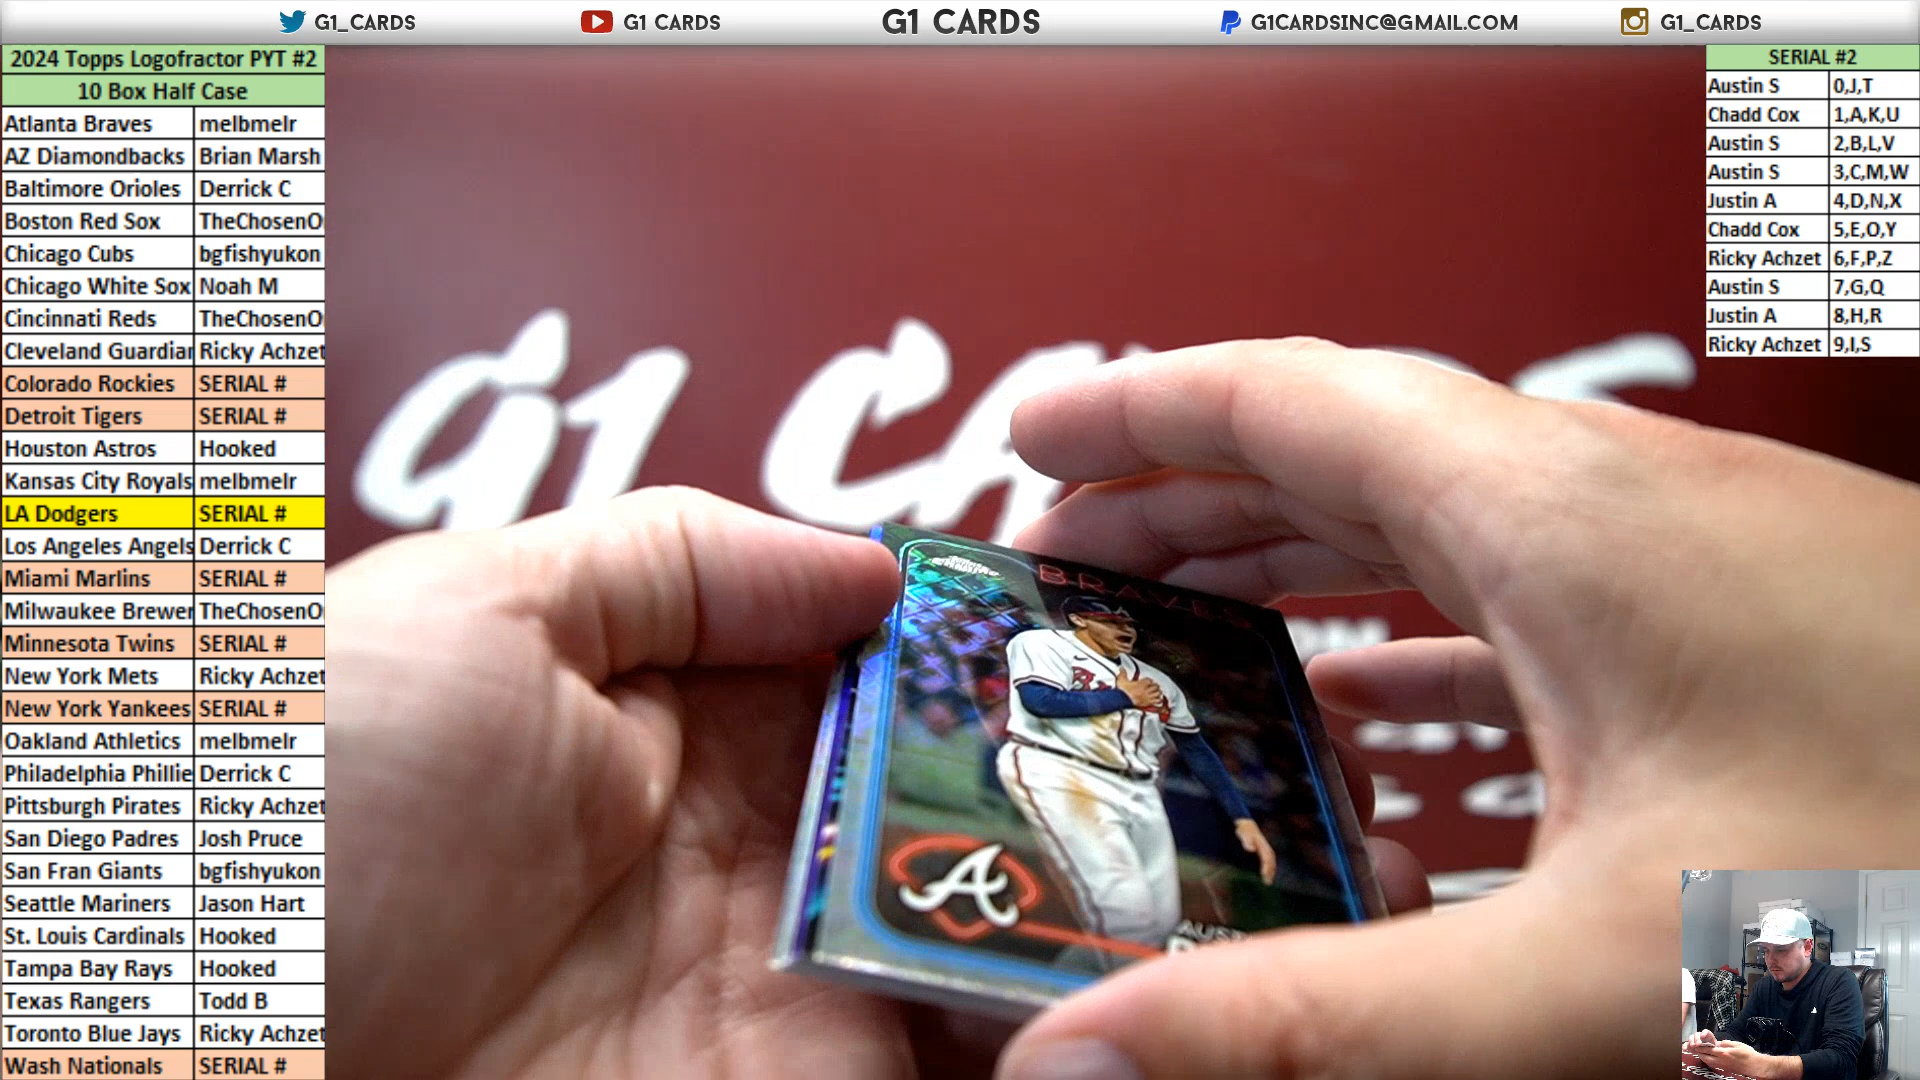 G1_CARDS
G1 CARDS
G1 CARDS
G1CARDSINC@GMAIL.COM
G1_CARDS
2024 Topps Logofractor PYT #2
10 Box Half Case
Atlanta Braves melbmelr
AZ Diamondbacks Brian Marsh
Baltimore Orioles Derrick C
Boston Red Sox TheChosenO
Chicago Cubs bgfishyukon
Chicago White Sox Noah M
Cincinnati Reds TheChosenO
Cleveland Guardian Ricky Achzet
Colorado Rockies SERIAL #
Detroit Tigers SERIAL #
Houston Astros Hooked
Kansas City Royals melbmelr
LA Dodgers SERIAL #
Los Angeles Angels Derrick C
Miami Marlins SERIAL #
Milwaukee Brewer TheChosenO
Minnesota Twins SERIAL #
New York Mets Ricky Achzet
New York Yankees SERIAL #
Oakland Athletics melbmelr
Philadelphia Phillie Derrick C
Pittsburgh Pirates Ricky Achzet
San Diego Padres Josh Pruce
San Fran Giants bgfishyukon
Seattle Mariners Jason Hart
St. Louis Cardinals Hooked
Tampa Bay Rays Hooked
Texas Rangers Todd B
Toronto Blue Jays Ricky Achzet
Wash Nationals SERIAL #
SERIAL #2
Austin S 0,J,T
Chadd Cox 1,A,K,U
Austin S 2,B,L,V
Austin S 3,C,M,W
Justin A 4,D,N,X
Chadd Cox 5,E,O,Y
Ricky Achzet 6,F,P,Z
Austin S 7,G,Q
Justin A 8,H,R
Ricky Achzet 9,I,S
G1
BRAVES
A